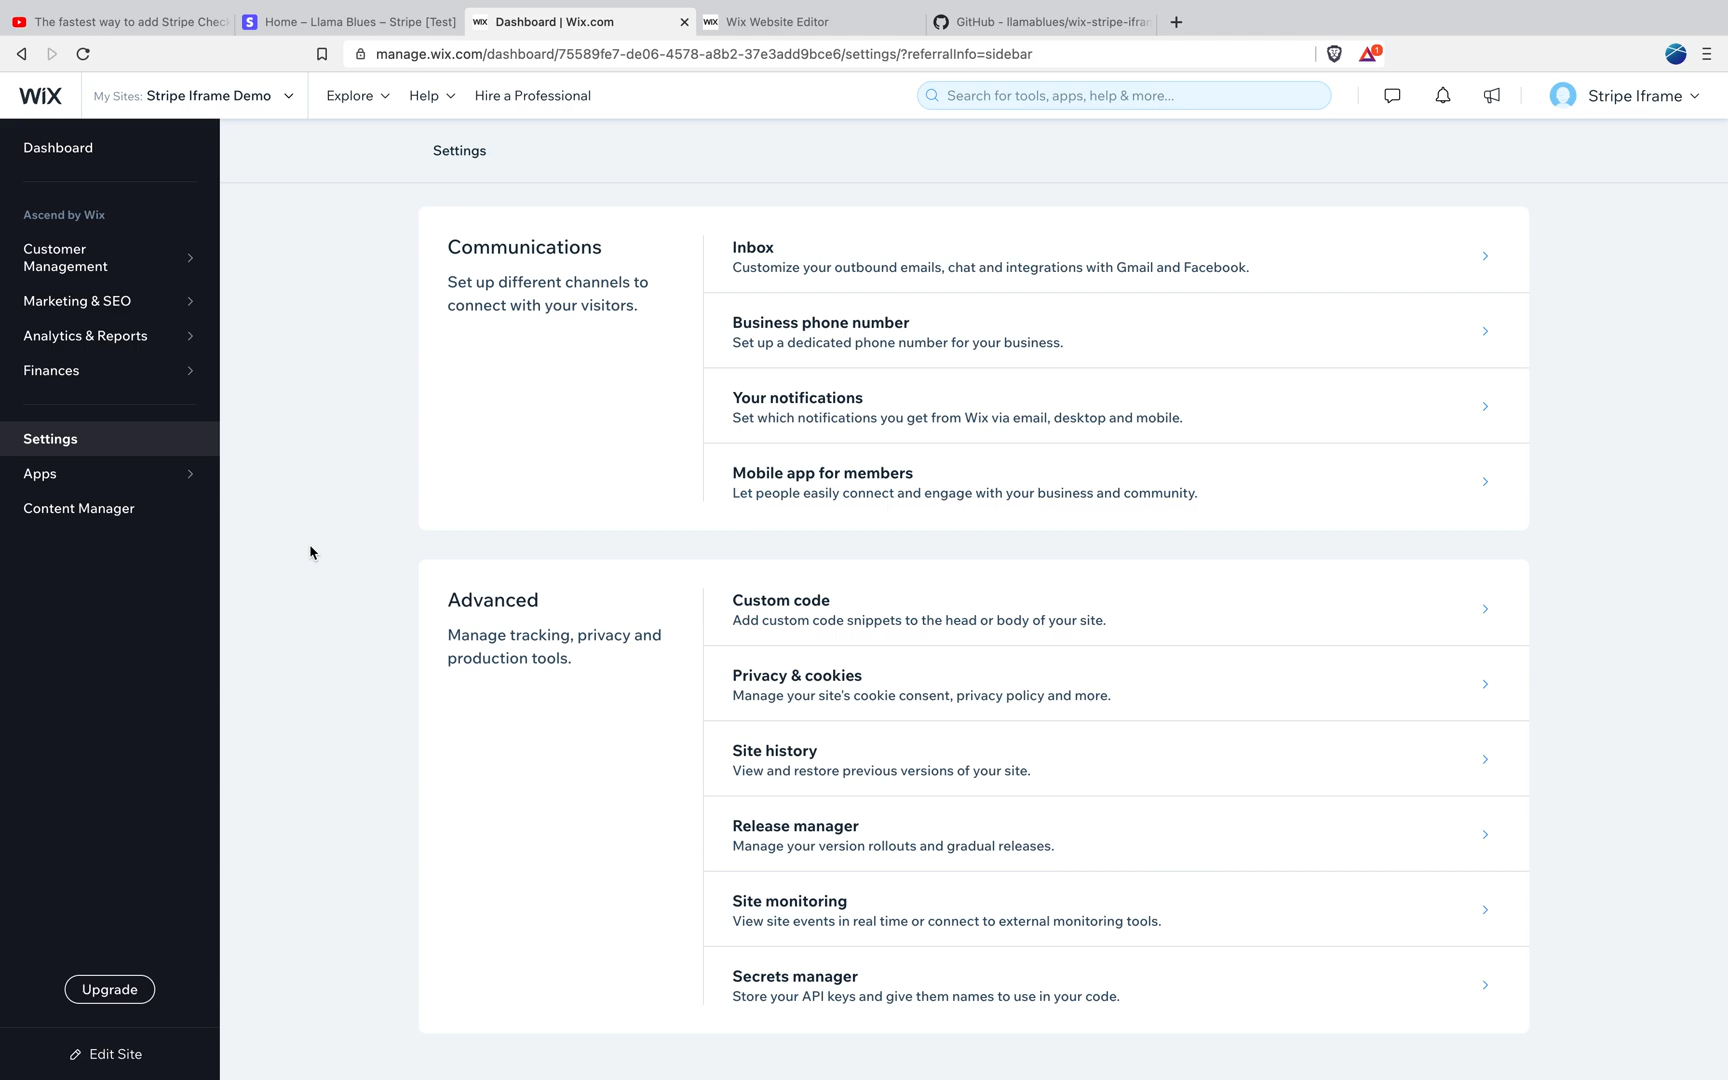 The fastest way to add Stripe Chec
Home – Llama Blues – Stripe [Test]
WIX Dashboard | Wix.com
WIX Wix Website Editor
GitHub - llamablues/wix-stripe-ifra
manage.wix.com/dashboard/75589fe7-de06-4578-a8b2-37e3add9bce6/settings/?referralInfo=sidebar
1
WIX
My Sites: Stripe Iframe Demo
Explore
Help
Hire a Professional
Search for tools, apps, help & more...
Stripe Iframe
Dashboard
Ascend by Wix
Customer
Management
Marketing & SEO
Analytics & Reports
Finances
Settings
Apps
Content Manager
Upgrade
Edit Site
Settings
Communications
Set up different channels to
connect with your visitors.
Inbox
Customize your outbound emails, chat and integrations with Gmail and Facebook.
Business phone number
Set up a dedicated phone number for your business.
Your notifications
Set which notifications you get from Wix via email, desktop and mobile.
Mobile app for members
Let people easily connect and engage with your business and community.
Advanced
Manage tracking, privacy and
production tools.
Custom code
Add custom code snippets to the head or body of your site.
Privacy & cookies
Manage your site's cookie consent, privacy policy and more.
Site history
View and restore previous versions of your site.
Release manager
Manage your version rollouts and gradual releases.
Site monitoring
View site events in real time or connect to external monitoring tools.
Secrets manager
Store your API keys and give them names to use in your code.